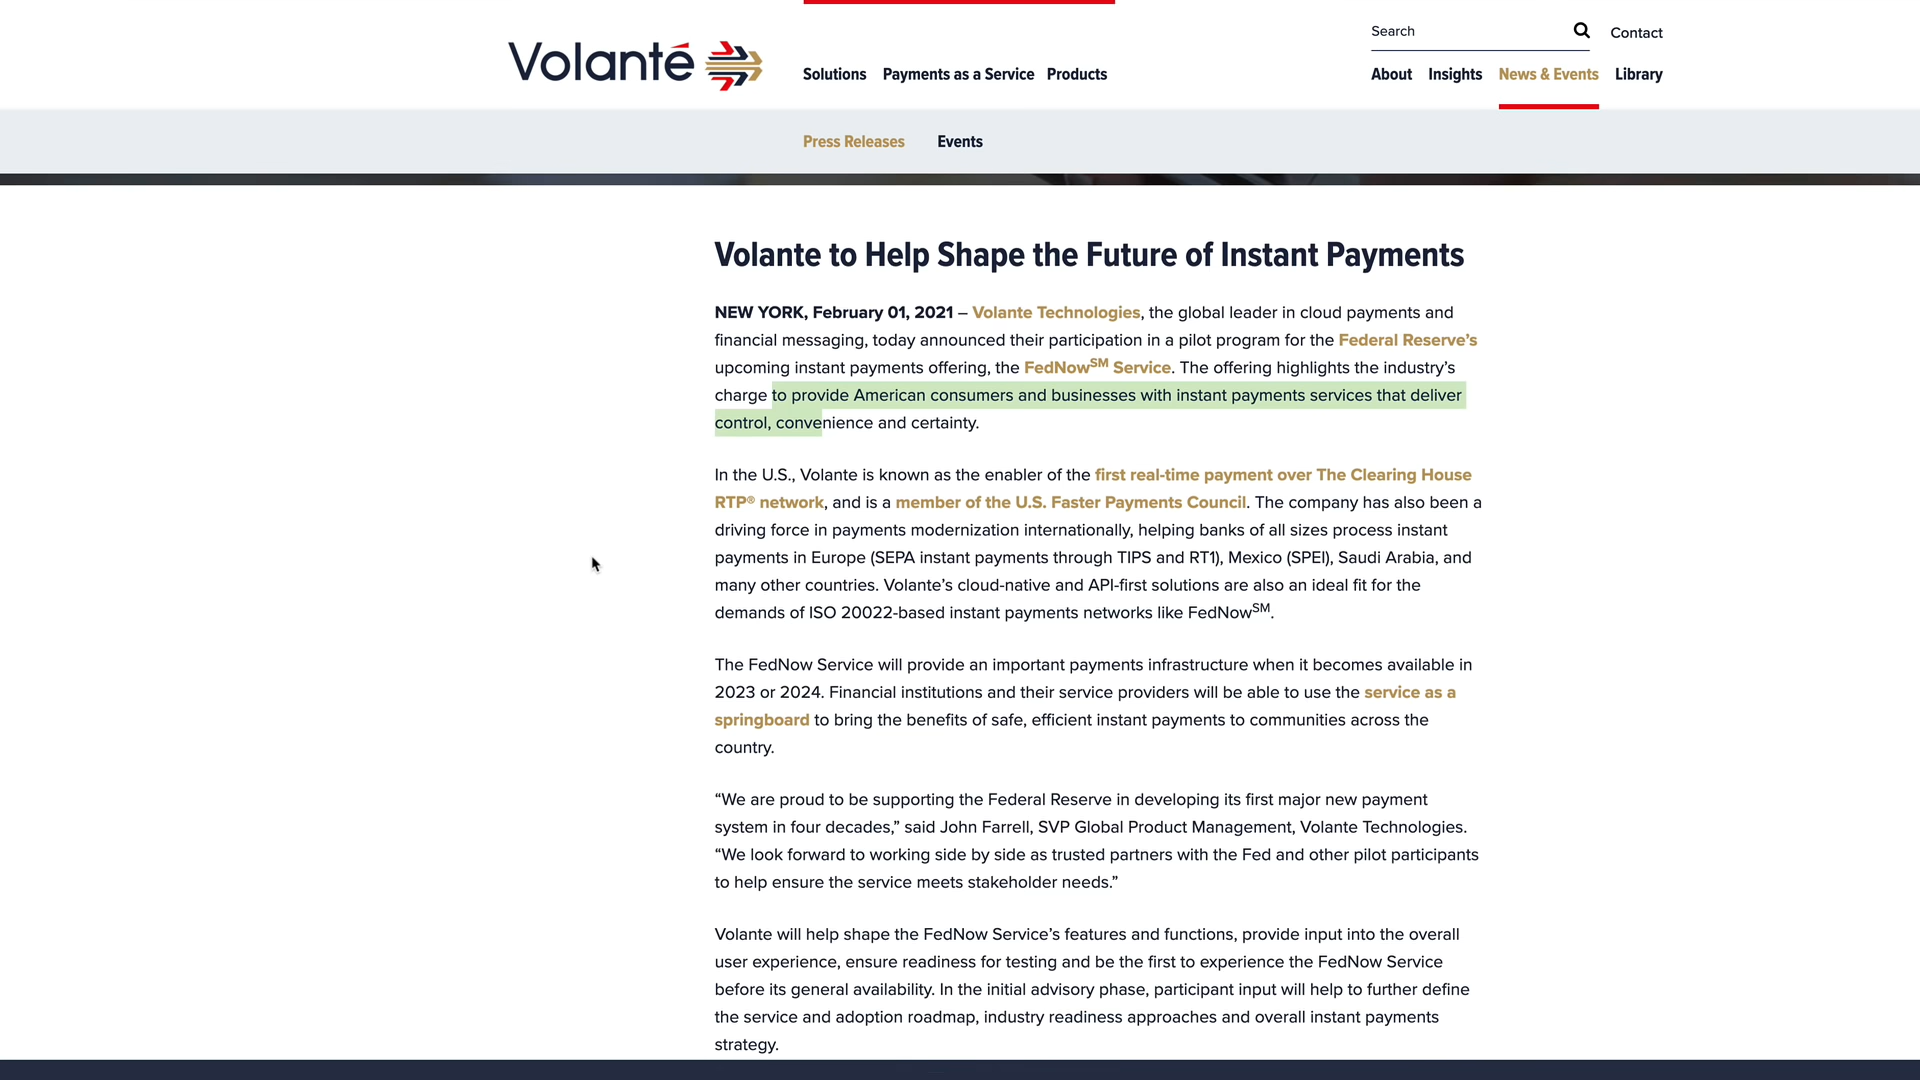 Search
Contact
Volanté
Solutions Payments as a Service Products
About Insights News & Events Library
Press Releases Events
Volante to Help Shape the Future of Instant Payments
NEW YORK, February 01, 2021 – Volante Technologies, the global leader in cloud payments and
financial messaging, today announced their participation in a pilot program for the Federal Reserve’s
upcoming instant payments offering, the FedNowSM Service. The offering highlights the industry’s
charge to provide American consumers and businesses with instant payments services that deliver
control, convenience and certainty.
In the U.S., Volante is known as the enabler of the first real-time payment over The Clearing House
RTP® network, and is a member of the U.S. Faster Payments Council. The company has also been a
driving force in payments modernization internationally, helping banks of all sizes process instant
payments in Europe (SEPA instant payments through TIPS and RT1), Mexico (SPEI), Saudi Arabia, and
many other countries. Volante’s cloud-native and API-first solutions are also an ideal fit for the
demands of ISO 20022-based instant payments networks like FedNowSM.
The FedNow Service will provide an important payments infrastructure when it becomes available in
2023 or 2024. Financial institutions and their service providers will be able to use the service as a
springboard to bring the benefits of safe, efficient instant payments to communities across the
country.
“We are proud to be supporting the Federal Reserve in developing its first major new payment
system in four decades,” said John Farrell, SVP Global Product Management, Volante Technologies.
“We look forward to working side by side as trusted partners with the Fed and other pilot participants
to help ensure the service meets stakeholder needs.”
Volante will help shape the FedNow Service’s features and functions, provide input into the overall
user experience, ensure readiness for testing and be the first to experience the FedNow Service
before its general availability. In the initial advisory phase, participant input will help to further define
the service and adoption roadmap, industry readiness approaches and overall instant payments
strategy.